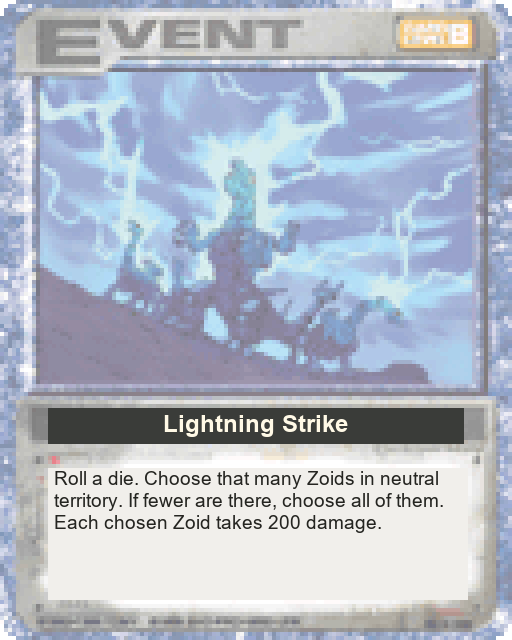 EVENT
B
Lightning Strike
Roll a die. Choose that many Zoids in neutral
territory. If fewer are there, choose all of them.
Each chosen Zoid takes 200 damage.